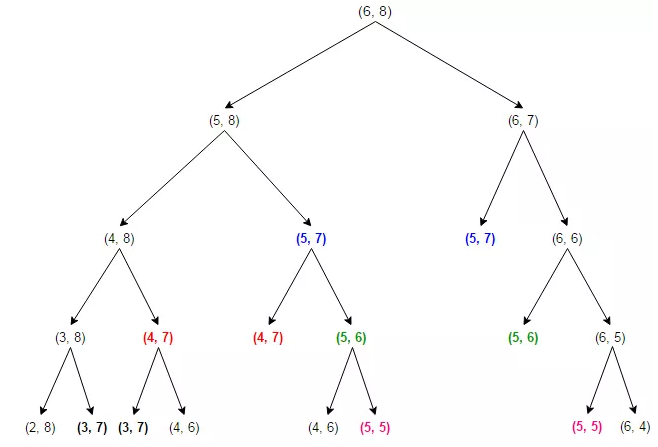 (6, 8)
(5, 8) (6, 7)
(4, 8) (5, 7) (5, 7) (6, 6)
(3, 8) (4, 7) (4, 7) (5, 6) (5, 6) (6, 5)
(2, 8) (3, 7) (3, 7) (4, 6) (4, 6) (5, 5) (5, 5) (6, 4)